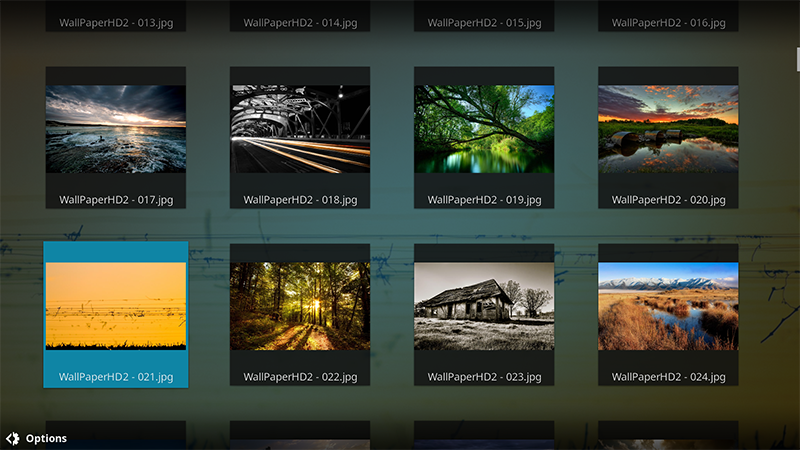 WallPaperHD2 - 013.jpg
WallPaperHD2 - 014.jpg
WallPaperHD2 - 015.jpg
WallPaperHD2 - 016.jpg
WallPaperHD2 - 017.jpg
WallPaperHD2 - 018.jpg
WallPaperHD2 - 019.jpg
WallPaperHD2 - 020.jpg
WallPaperHD2 - 021.jpg
WallPaperHD2 - 022.jpg
WallPaperHD2 - 023.jpg
WallPaperHD2 - 024.jpg
Options